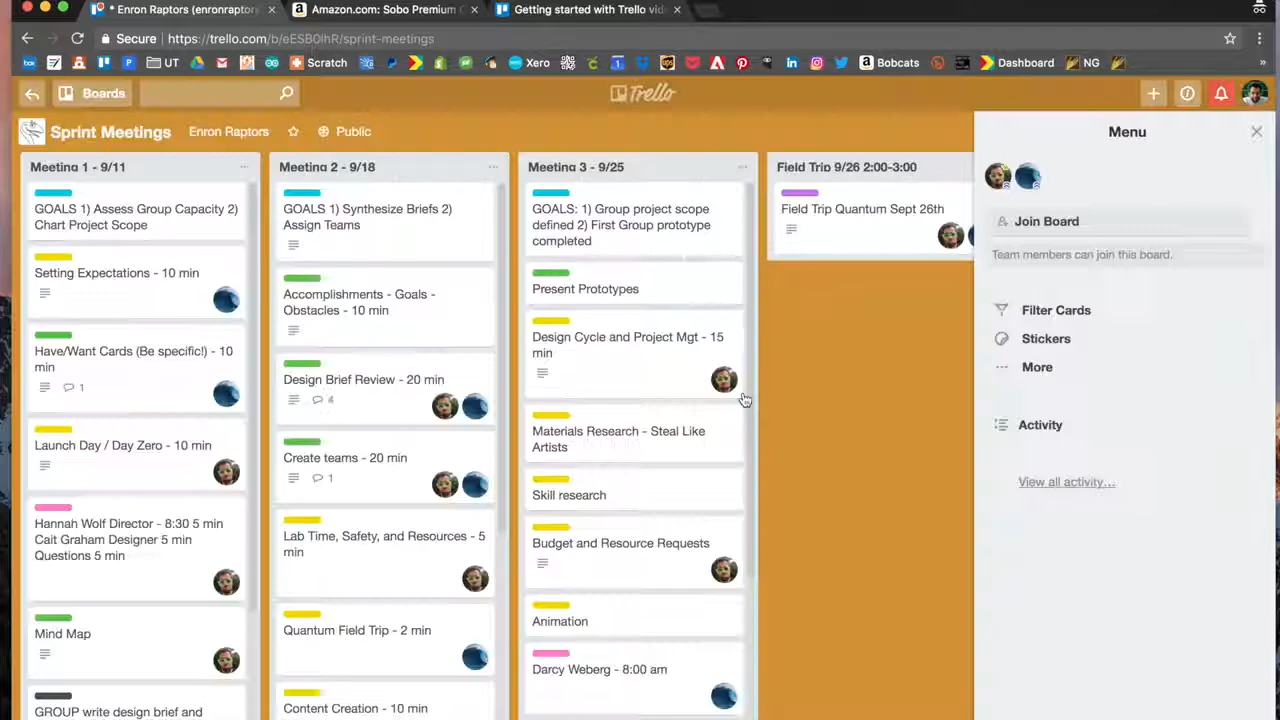 Enron Raptors (enronraptors
Amazon.com: Sobo Premium C
Getting started with Trello vide
Secure
https://trello.com/b/eESB0lhR/sprint-meetings
box
UT
Scratch
Xero
ups
in
Bobcats
Dashboard
NG
»
Boards
Trello
Sprint Meetings
Enron Raptors
Public
Meeting 1 - 9/11
GOALS 1) Assess Group Capacity 2)
Chart Project Scope
Setting Expectations - 10 min
Have/Want Cards (Be specific!) - 10
min
1
Launch Day / Day Zero - 10 min
Hannah Wolf Director - 8:30 5 min
Cait Graham Designer 5 min
Questions 5 min
Mind Map
GROUP write design brief and
Meeting 2 - 9/18
GOALS 1) Synthesize Briefs 2)
Assign Teams
Accomplishments - Goals -
Obstacles - 10 min
Design Brief Review - 20 min
4
Create teams - 20 min
1
Lab Time, Safety, and Resources - 5
min
Quantum Field Trip - 2 min
Content Creation - 10 min
Meeting 3 - 9/25
GOALS: 1) Group project scope
defined 2) First Group prototype
completed
Present Prototypes
Design Cycle and Project Mgt - 15
min
Materials Research - Steal Like
Artists
Skill research
Budget and Resource Requests
Animation
Darcy Weberg - 8:00 am
Field Trip 9/26 2:00-3:00
Field Trip Quantum Sept 26th
Menu
Join Board
Team members can join this board.
Filter Cards
Stickers
More
Activity
View all activity…